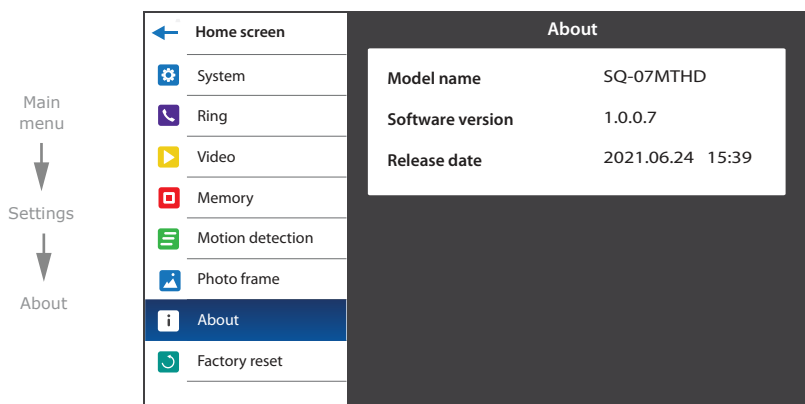 Main
menu
Settings
About
Home screen
System
Ring
Video
Memory
Motion detection
Photo frame
About
Factory reset
About
Model name SQ-07MTHD
Software version 1.0.0.7
Release date 2021.06.24 15:39